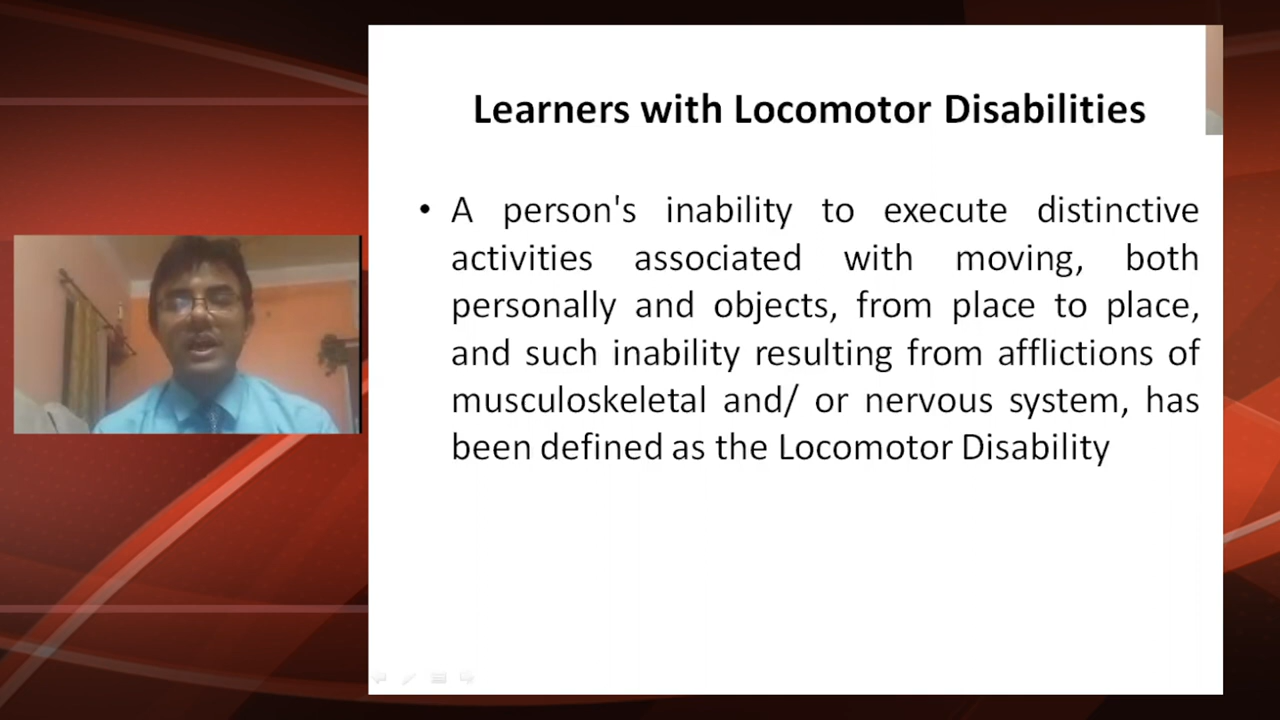 Learners with Locomotor Disabilities
• A person's inability to execute distinctive
activities associated with moving, both
personally and objects, from place to place,
and such inability resulting from afflictions of
musculoskeletal and/ or nervous system, has
been defined as the Locomotor Disability